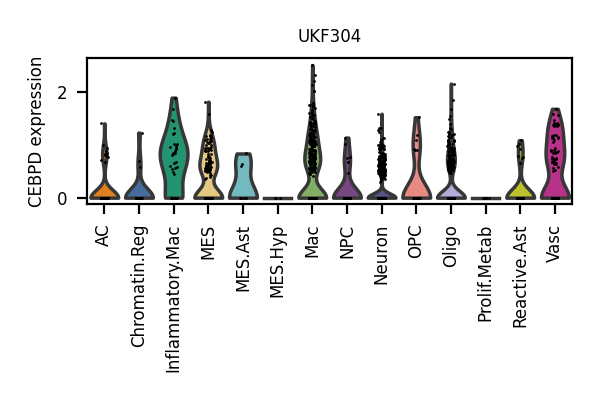 UKF304
CEBPD expression
2
0
AC
Chromatin.Reg
Inflammatory.Mac
MES
MES.Ast
MES.Hyp
Mac
NPC
Neuron
OPC
Oligo
Prolif.Metab
Reactive.Ast
Vasc